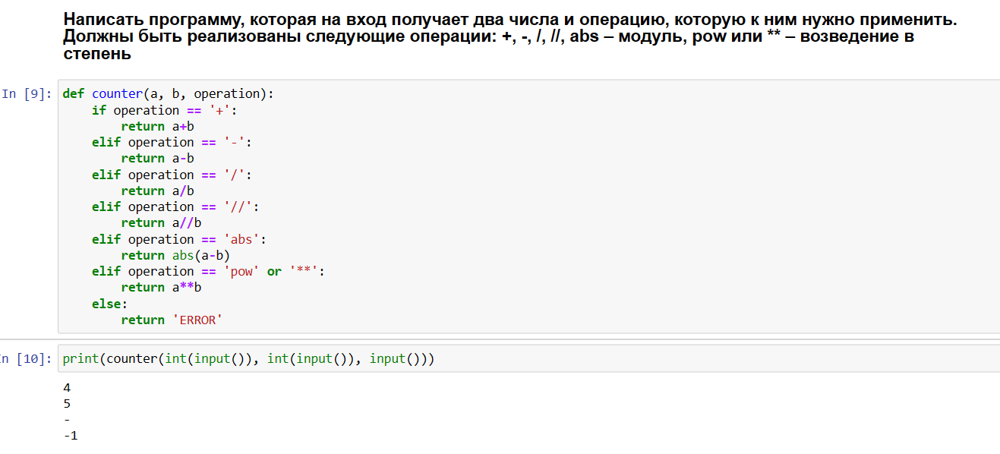 Написать программу, которая на вход получает два числа и операцию, которую к ним нужно применить.
Должны быть реализованы следующие операции: +, -, /, //, abs – модуль, pow или ** – возведение в
степень
In [9]: def counter(a, b, operation):
    if operation == '+':
        return a+b
    elif operation == '-':
        return a-b
    elif operation == '/':
        return a/b
    elif operation == '//':
        return a//b
    elif operation == 'abs':
        return abs(a-b)
    elif operation == 'pow' or '**':
        return a**b
    else:
        return 'ERROR'
n [10]: print(counter(int(input()), int(input()), input()))
4
5
-
-1